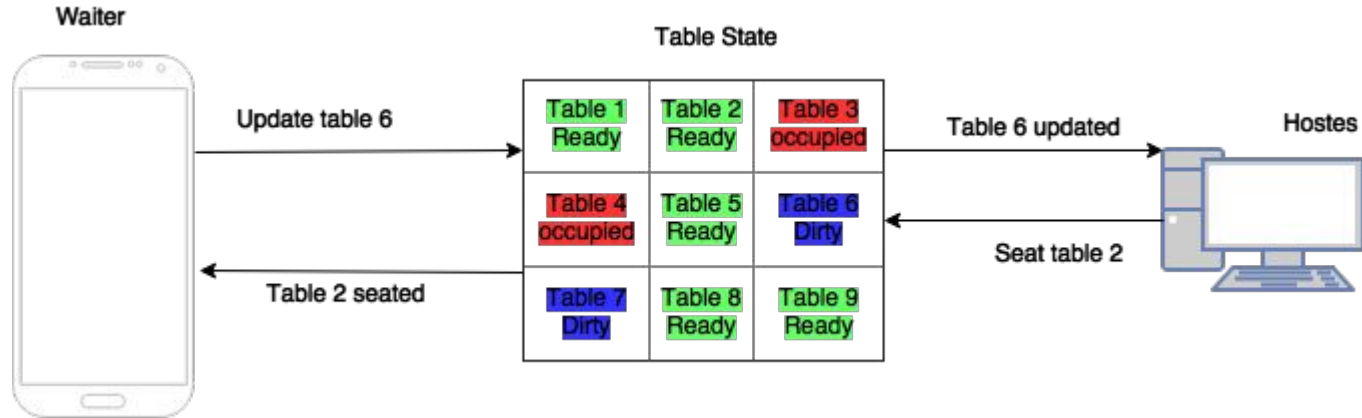 Waiter
Table State
Update table 6
Table 6 updated
Hostes
Table 1
Ready
Table 2
Ready
Table 3
occupied
Table 4
occupied
Table 5
Ready
Table 6
Dirty
Table 2 seated
Seat table 2
Table 7
Dirty
Table 8
Ready
Table 9
Ready